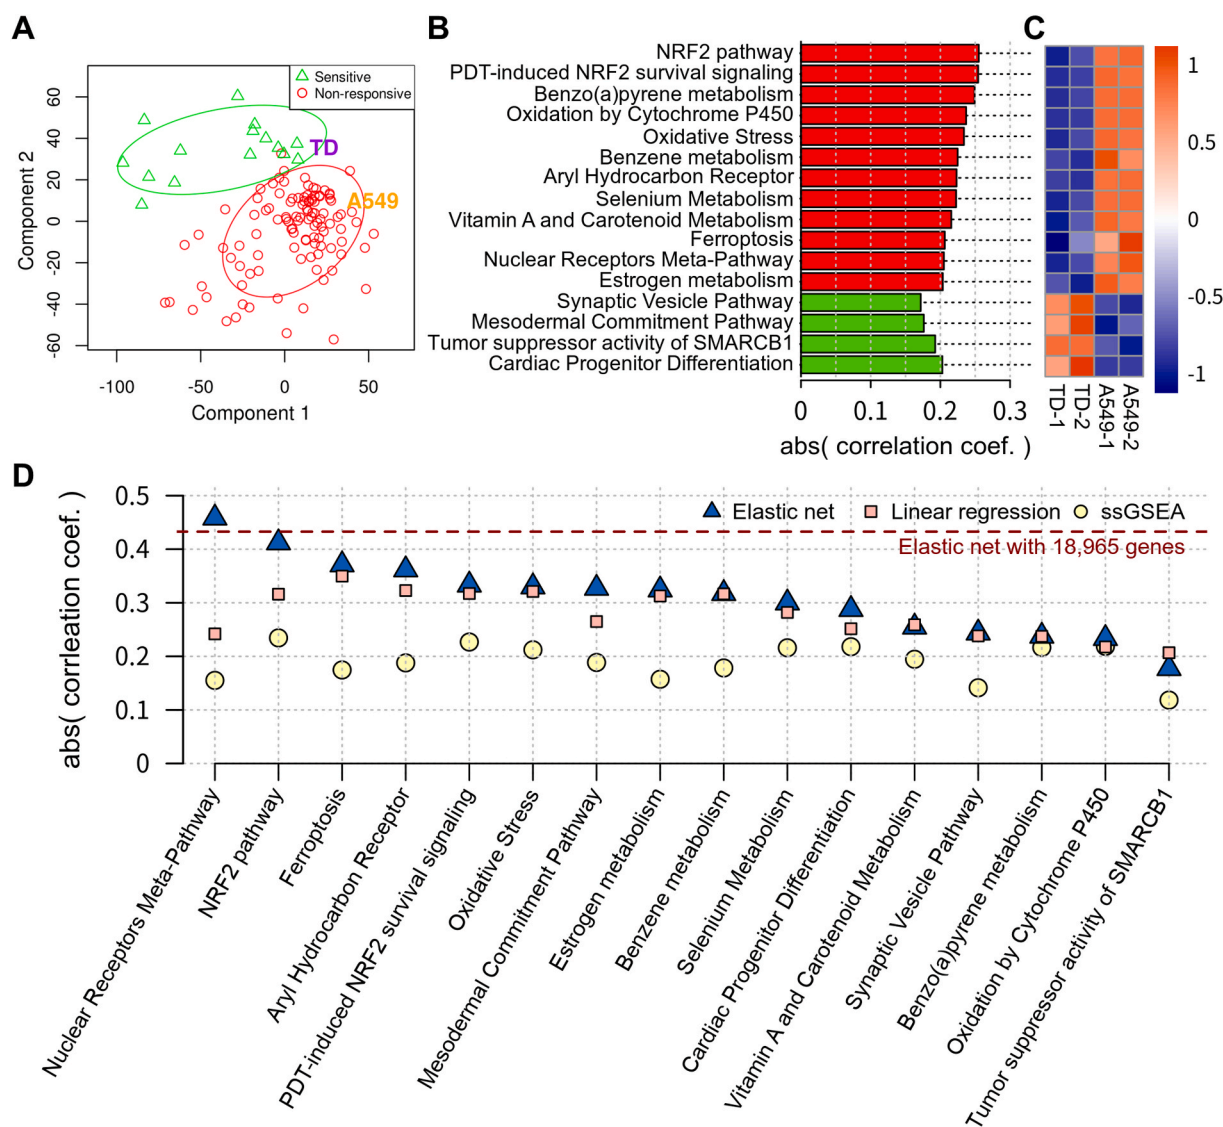 A
Sensitive
Non-responsive
TD
A549
60
40
20
0
-20
-40
-60
Component 2
-100
-50
0
50
Component 1
B
NRF2 pathway
PDT-induced NRF2 survival signaling
Benzo(a)pyrene metabolism
Oxidation by Cytochrome P450
Oxidative Stress
Benzene metabolism
Aryl Hydrocarbon Receptor
Selenium Metabolism
Vitamin A and Carotenoid Metabolism
Ferroptosis
Nuclear Receptors Meta-Pathway
Estrogen metabolism
Synaptic Vesicle Pathway
Mesodermal Commitment Pathway
Tumor suppressor activity of SMARCB1
Cardiac Progenitor Differentiation
0
0.1
0.2
0.3
abs( correlation coef. )
C
1
0.5
0
-0.5
-1
TD-1
TD-2
A549-1
A549-2
D
0.5
0.4
0.3
0.2
0.1
0
abs( corrleation coef. )
Elastic net
Linear regression
ssGSEA
Elastic net with 18,965 genes
Nuclear Receptors Meta-Pathway
NRF2 pathway
Ferroptosis
Aryl Hydrocarbon Receptor
PDT-induced NRF2 survival signaling
Oxidative Stress
Mesodermal Commitment Pathway
Estrogen metabolism
Benzene metabolism
Selenium Metabolism
Cardiac Progenitor Differentiation
Vitamin A and Carotenoid Metabolism
Synaptic Vesicle Pathway
Benzo(a)pyrene metabolism
Oxidation by Cytochrome P450
Tumor suppressor activity of SMARCB1